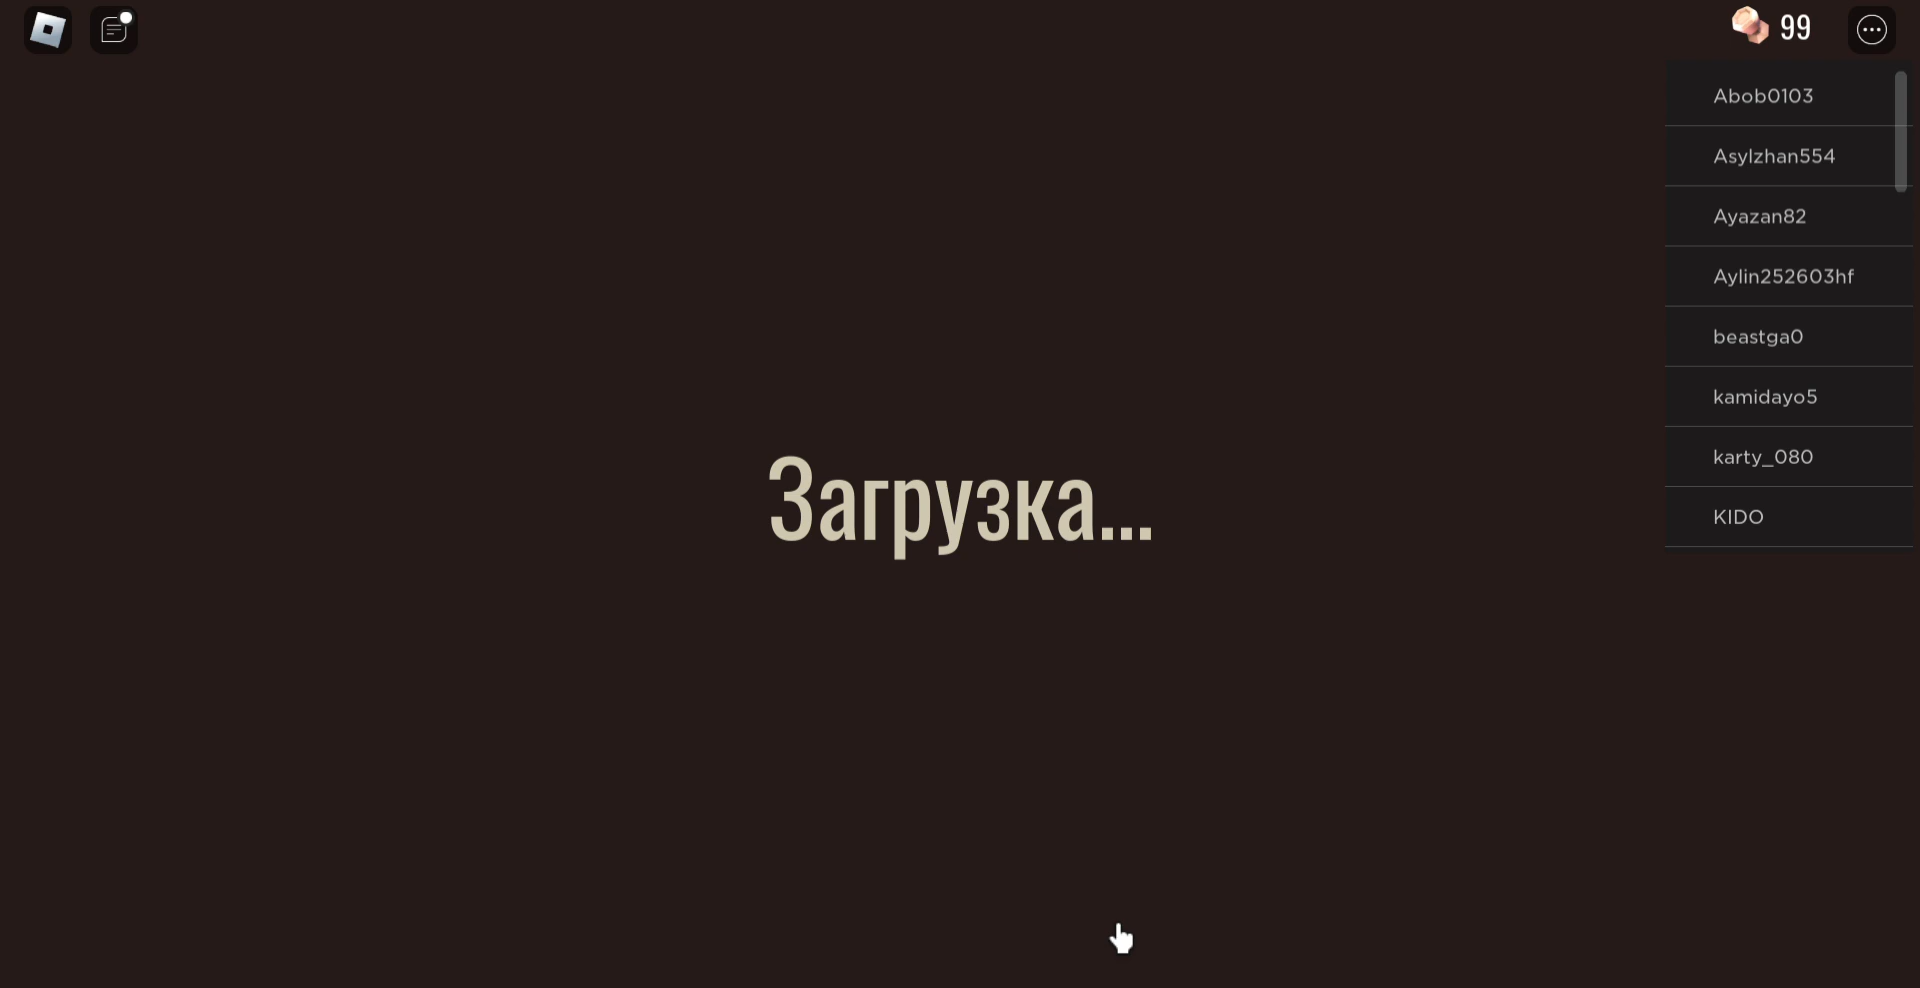 99
Abob0103
Asylzhan554
Ayazan82
Aylin252603hf
beastga0
kamidayo5
karty_080
KIDO
Загрузка...